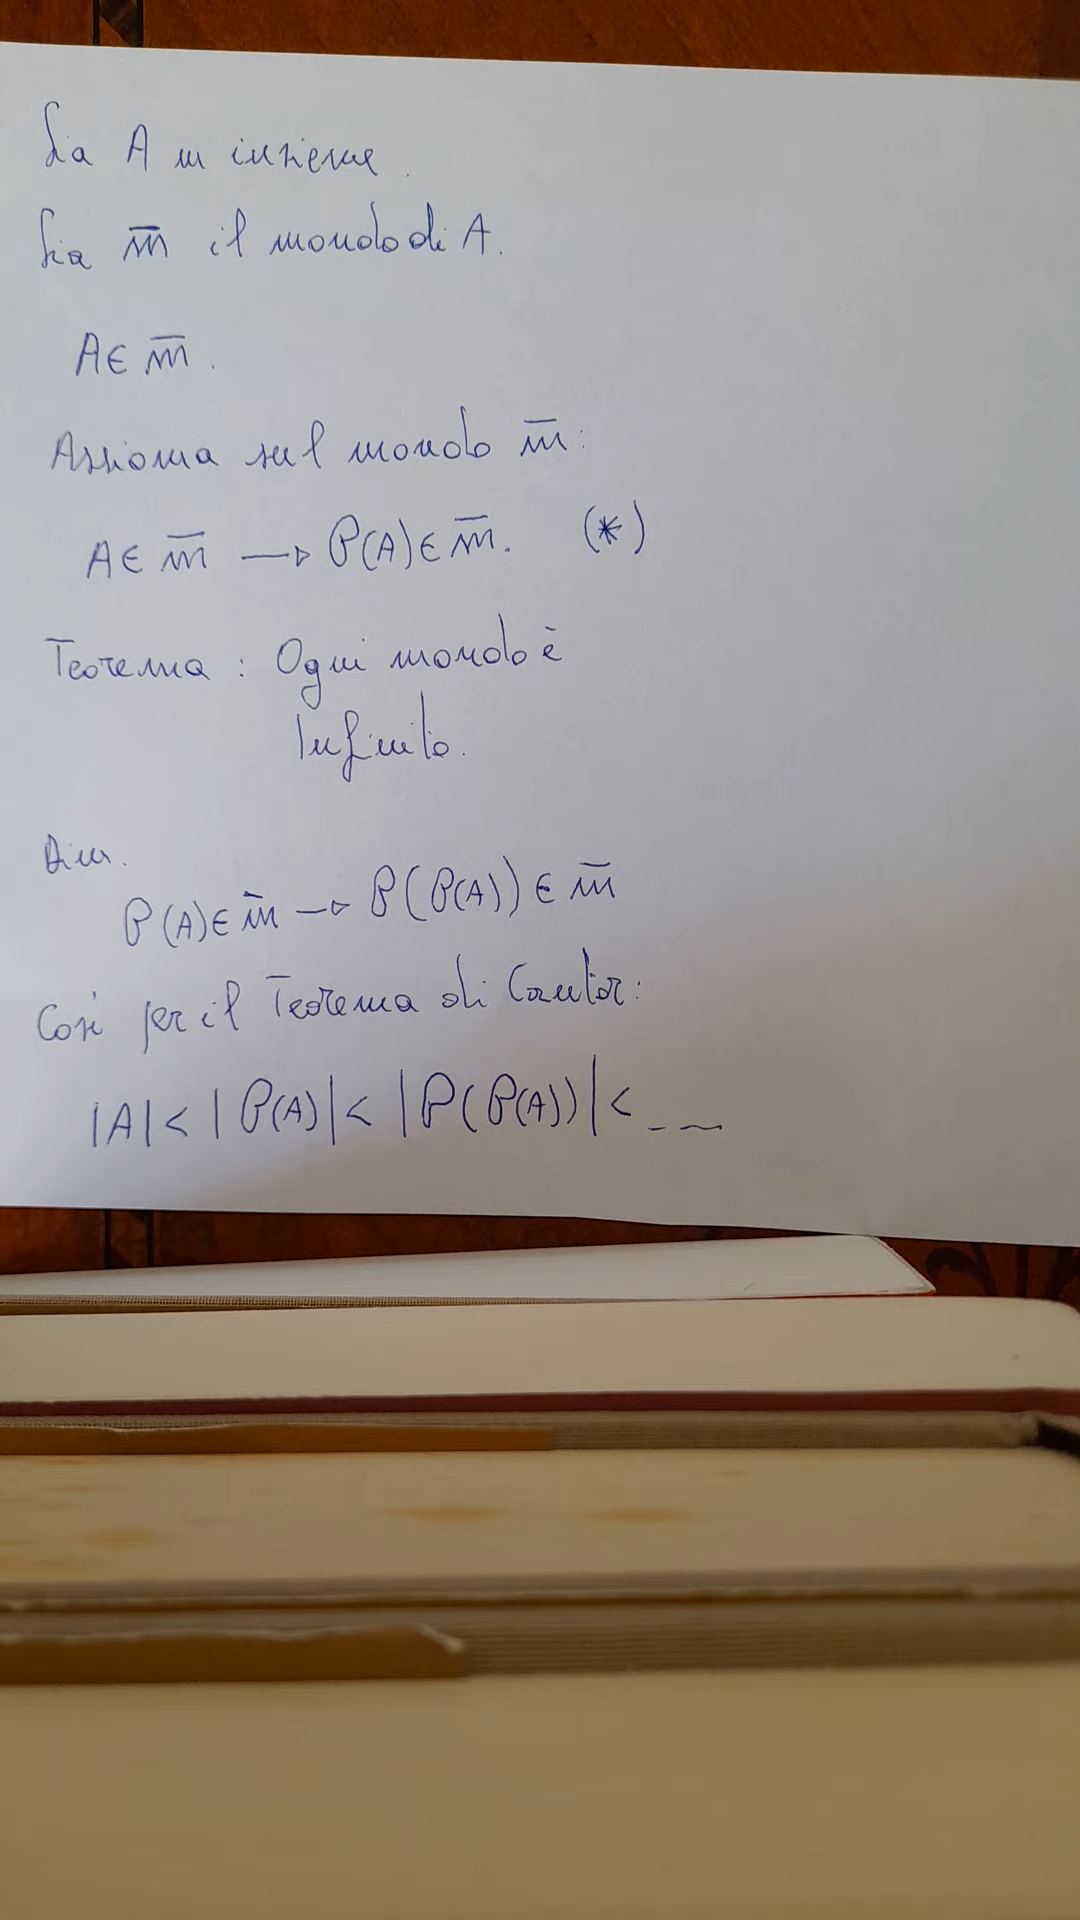 Sia A un insieme.
Sia m̅ il mondo di A.
A ∈ m̅.
Assioma sul mondo m̅:
A ∈ m̅ → P(A) ∈ m̅. (*)
Teorema: Ogni mondo è
Infinito.
Dim.
P(A) ∈ m̅ → P(P(A)) ∈ m̅
Così per il Teorema di Cantor:
|A| < |P(A)| < |P(P(A))| < ...